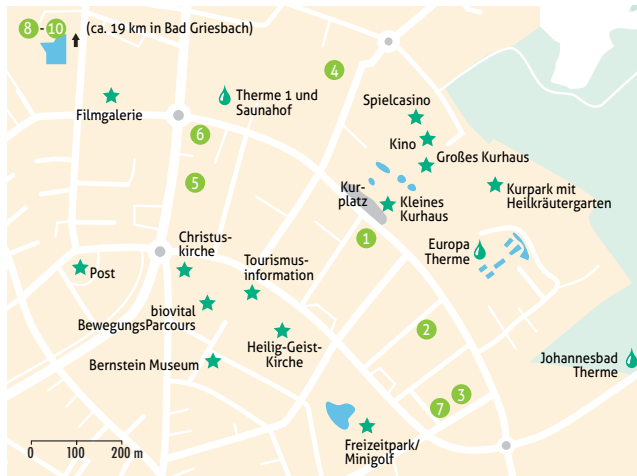 8 - 10 (ca. 19 km in Bad Griesbach)
4
Spielcasino
Therme 1 und
Saunahof
Filmgalerie
6
Kino
Großes Kurhaus
5
Kur-
platz
Kleines
Kurhaus
Kurpark mit
Heilkräutergarten
1
Christus-
kirche
Tourismus-
information
Europa
Therme
Post
biovital
BewegungsParcours
2
Heilig-Geist-
Kirche
Bernstein Museum
Johannesbad
Therme
3
7
Freizeitpark/
Minigolf
0 100 200 m